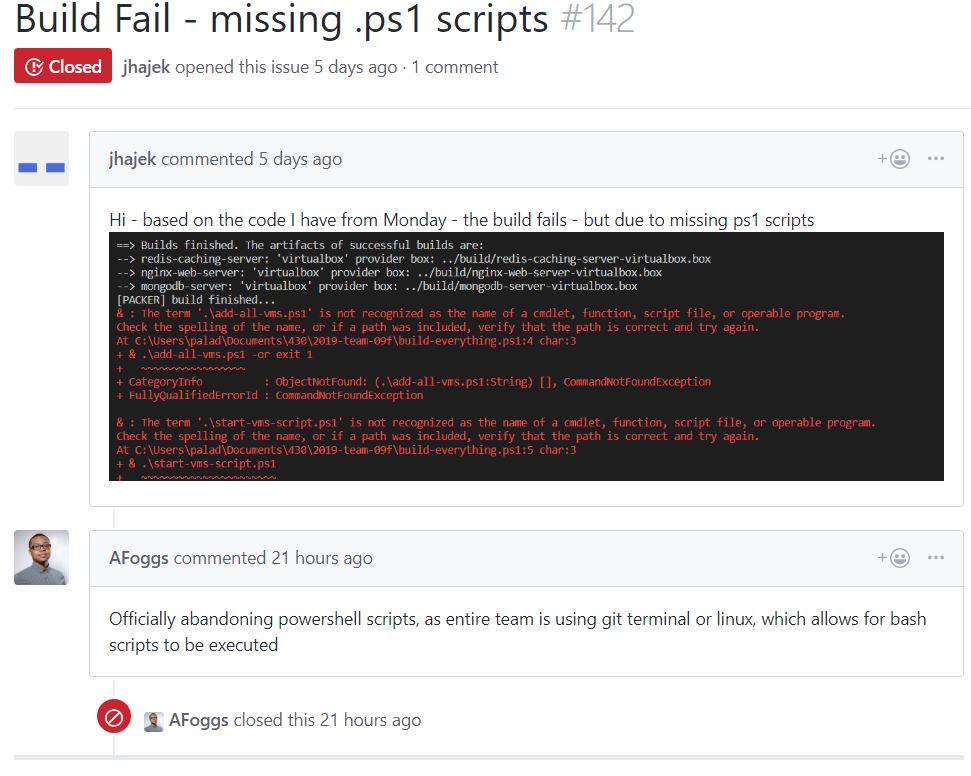 Build Fail - missing .ps1 scripts #142
Closed jhajek opened this issue 5 days ago · 1 comment
jhajek commented 5 days ago
Hi - based on the code I have from Monday - the build fails - but due to missing ps1 scripts
==> Builds finished. The artifacts of successful builds are:
--> redis-caching-server: 'virtualbox' provider box: ../build/redis-caching-server-virtualbox.box
--> nginx-web-server: 'virtualbox' provider box: ../build/nginx-web-server-virtualbox.box
--> mongodb-server: 'virtualbox' provider box: ../build/mongodb-server-virtualbox.box
[PACKER] build finished...
& : The term '.\add-all-vms.ps1' is not recognized as the name of a cmdlet, function, script file, or operable program.
Check the spelling of the name, or if a path was included, verify that the path is correct and try again.
At C:\Users\palad\Documents\430\2019-team-09f\build-everything.ps1:4 char:3
+ & .\add-all-vms.ps1 -or exit 1
+   ~~~~~~~~~~~~~~~~~
+ CategoryInfo          : ObjectNotFound: (.\add-all-vms.ps1:String) [], CommandNotFoundException
+ FullyQualifiedErrorId : CommandNotFoundException
& : The term '.\start-vms-script.ps1' is not recognized as the name of a cmdlet, function, script file, or operable program.
Check the spelling of the name, or if a path was included, verify that the path is correct and try again.
At C:\Users\palad\Documents\430\2019-team-09f\build-everything.ps1:5 char:3
+ & .\start-vms-script.ps1
+   ~~~~~~~~~~~~~~~~~~~~~~
AFoggs commented 21 hours ago
Officially abandoning powershell scripts, as entire team is using git terminal or linux, which allows for bash
scripts to be executed
AFoggs closed this 21 hours ago